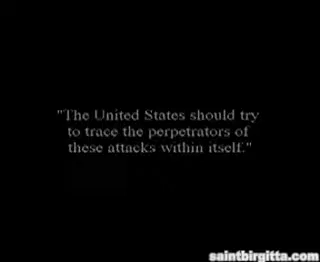 "The United States should try
to trace the perpetrators of
these attacks within itself."
saintbirgitta.com